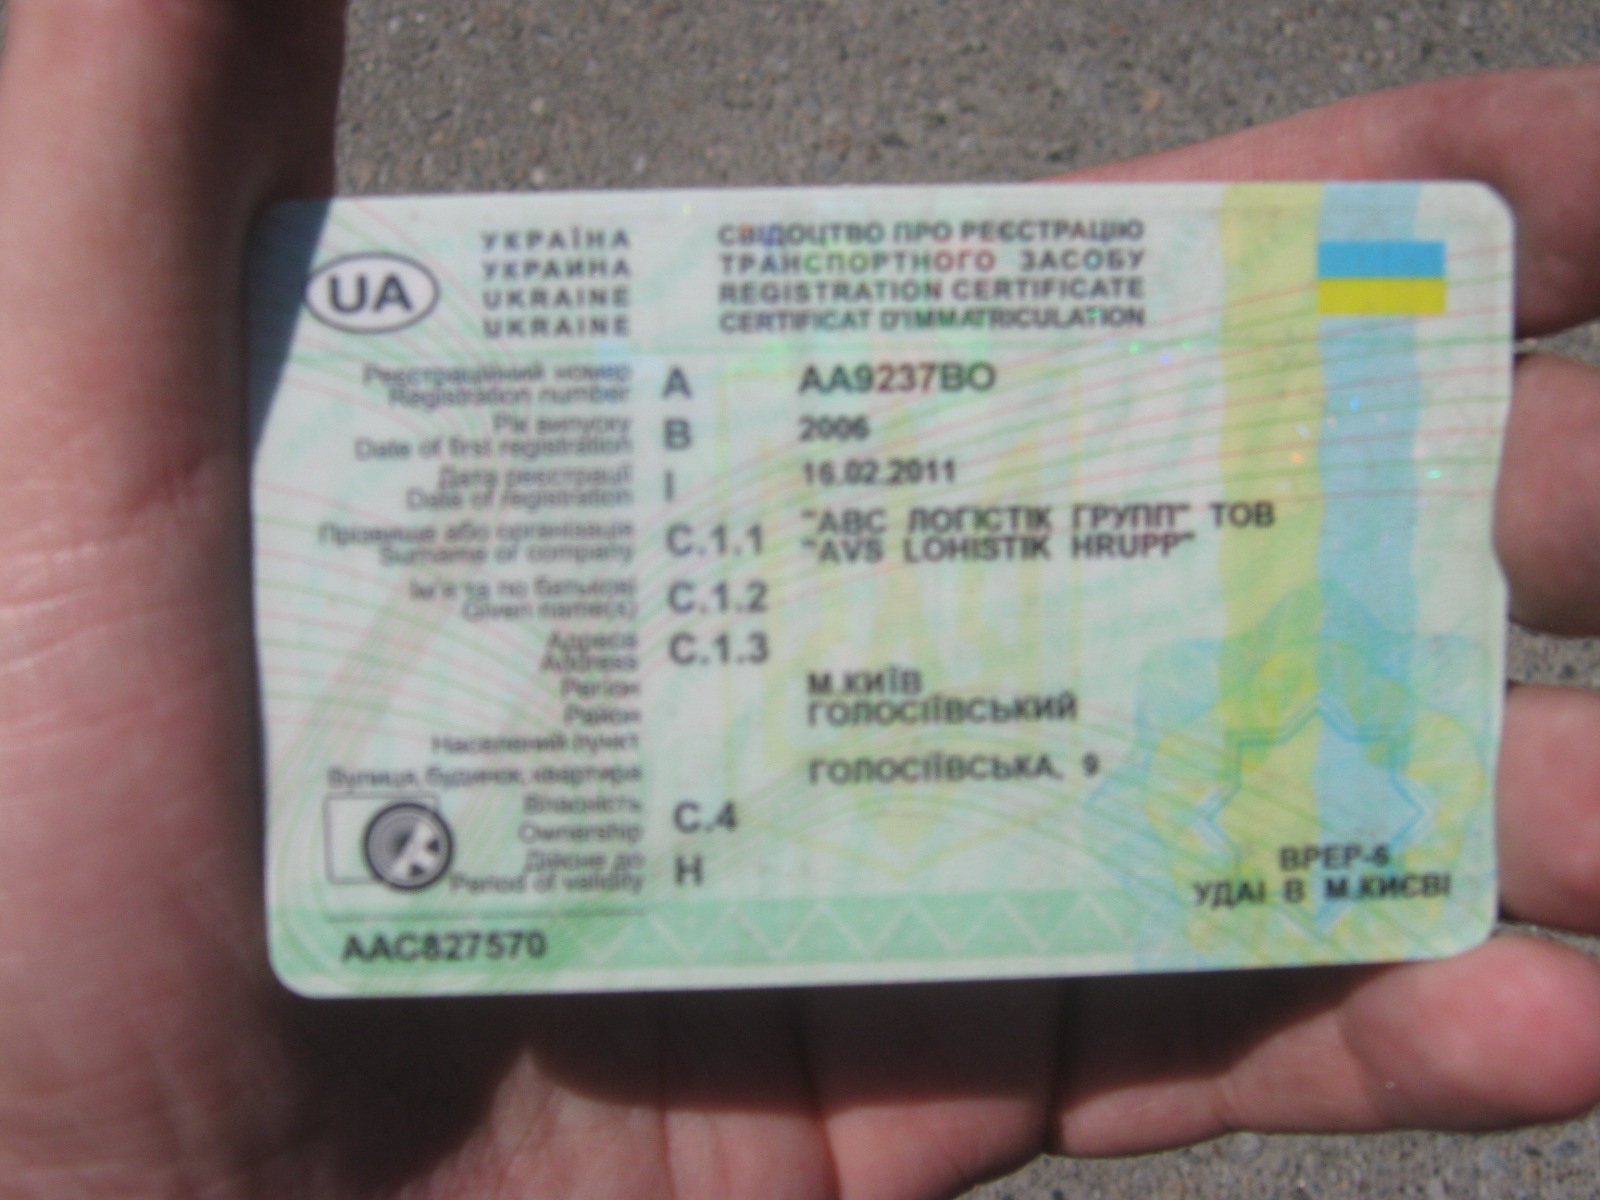 UA
УКРАЇНА
УКРАИНА
UKRAINE
UKRAINE
СВІДОЦТВО ПРО РЕЄСТРАЦІЮ
ТРАНСПОРТНОГО ЗАСОБУ
REGISTRATION CERTIFICATE
CERTIFICAT D'IMMATRICULATION
Реєстраційний номер
Registration number A AA9237BO
Рік випуску
Date of first registration B 2006
Дата реєстрації
Date of registration I 16.02.2011
Прізвище або організація
Surname of company C.1.1 "АВС ЛОГІСТІК ГРУПП" ТОВ
"AVS LOHISTIK HRUPP"
Ім'я та по батькові
Given name(s) C.1.2
Адреса
Address C.1.3
Регіон М.КИЇВ
Район ГОЛОСІЇВСЬКИЙ
Населений пункт
Вулиця, будинок, квартира ГОЛОСІЇВСЬКА, 9
Власність
Ownership C.4
Дійсне до
Period of validity H
ВРЕР-6
УДАІ В М.КИЄВІ
AAC827570